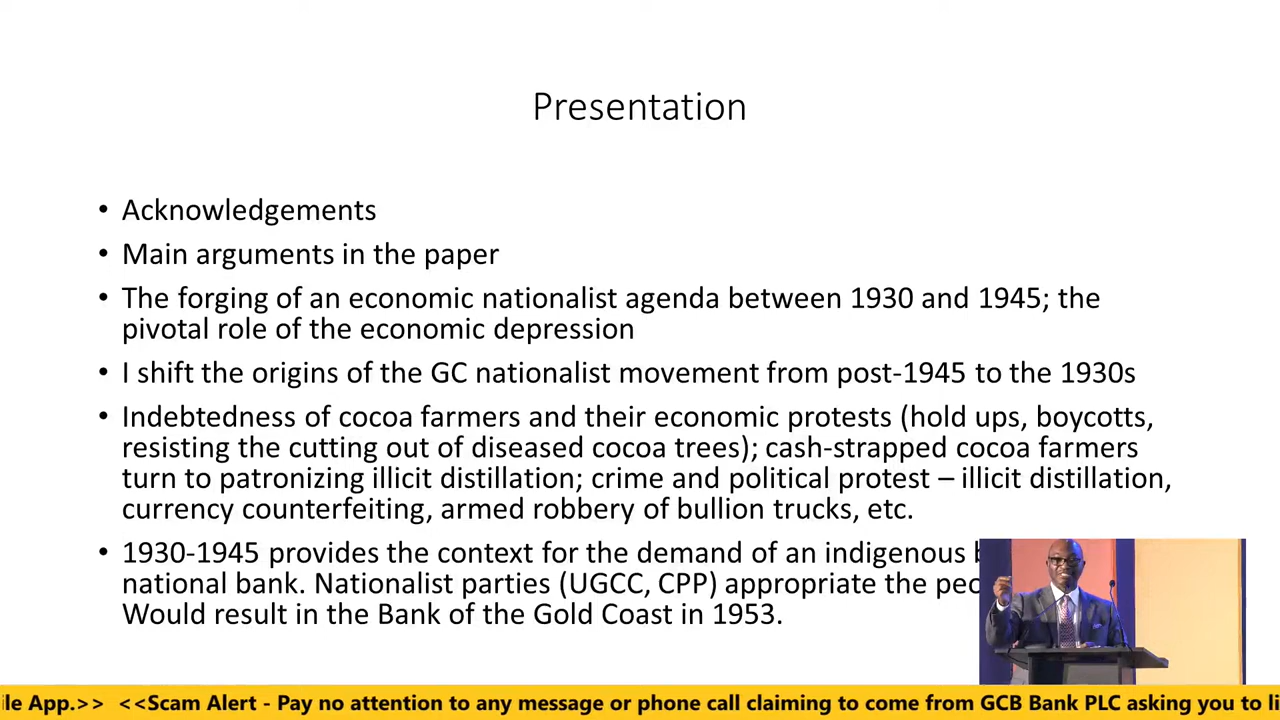 Presentation
• Acknowledgements
• Main arguments in the paper
• The forging of an economic nationalist agenda between 1930 and 1945; the
pivotal role of the economic depression
• I shift the origins of the GC nationalist movement from post-1945 to the 1930s
• Indebtedness of cocoa farmers and their economic protests (hold ups, boycotts,
resisting the cutting out of diseased cocoa trees); cash-strapped cocoa farmers
turn to patronizing illicit distillation; crime and political protest – illicit distillation,
currency counterfeiting, armed robbery of bullion trucks, etc.
• 1930-1945 provides the context for the demand of an indigenous
national bank. Nationalist parties (UGCC, CPP) appropriate the
Would result in the Bank of the Gold Coast in 1953.
App.>> <<Scam Alert - Pay no attention to any message or phone call claiming to come from GCB Bank PLC asking you to